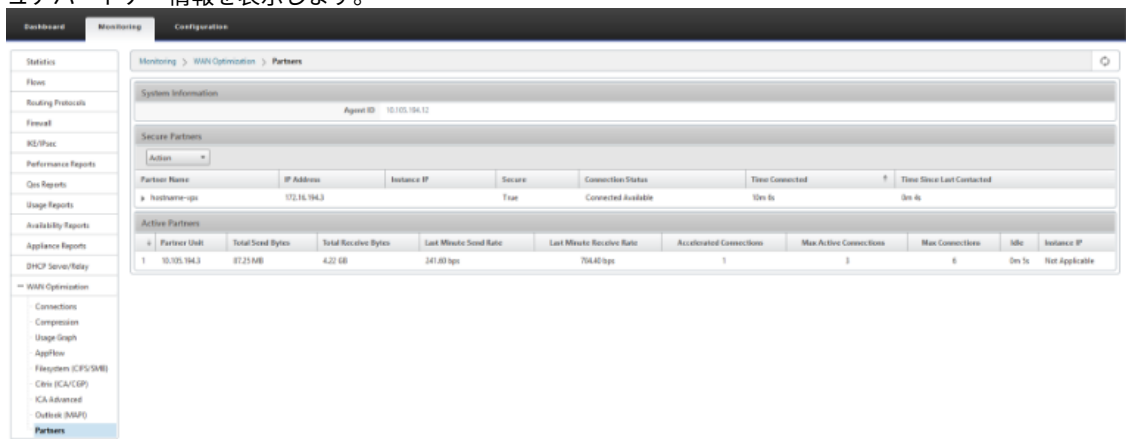 ュアパートナー情報を表示します。
Dashboard Monitoring Configuration
Statistics
Flows
Routing Protocols
Firewall
IKE/IPsec
Performance Reports
Qos Reports
Usage Reports
Availability Reports
Appliance Reports
DHCP Server/Relay
WAN Optimization
Connections
Compression
Usage Graph
AppFlow
Filesystem (CIFS/SMB)
Citrix (ICA/CGP)
ICA Advanced
Outlook (MAPI)
Partners
Monitoring > WAN Optimization > Partners
System Information
Agent ID 10.105.194.12
Secure Partners
Action
Partner Name IP Address Instance IP Secure Connection Status Time Connected Time Since Last Contacted
hostname-vpx 172.16.194.3 True Connected Available 10m 6s 0m 4s
Active Partners
Partner Unit Total Send Bytes Total Receive Bytes Last Minute Send Rate Last Minute Receive Rate Accelerated Connections Max Active Connections Max Connections Idle Instance IP
1 10.105.194.3 87.25 MB 4.22 GB 241.60 bps 784.40 bps 1 3 6 0m 5s Not Applicable